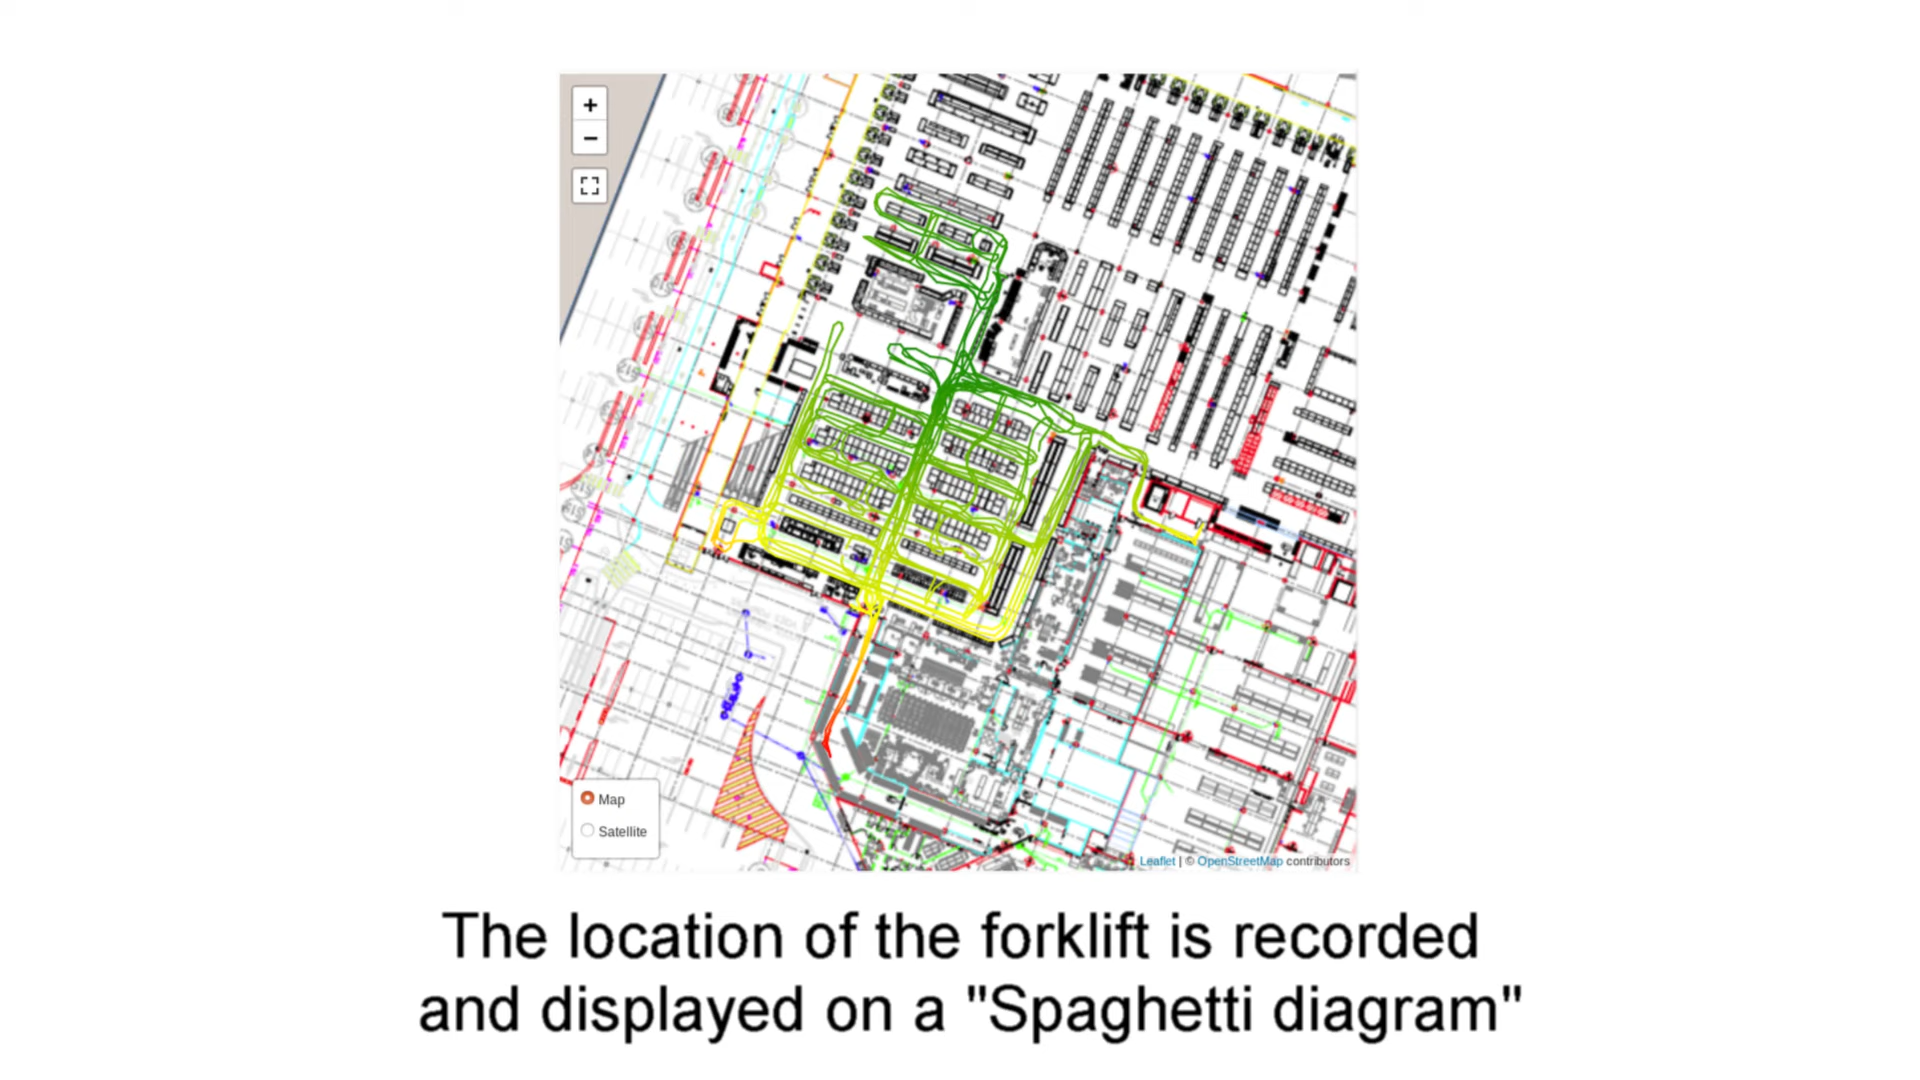 +
−
Map
Satellite
Leaflet | © OpenStreetMap contributors
The location of the forklift is recorded
and displayed on a "Spaghetti diagram"